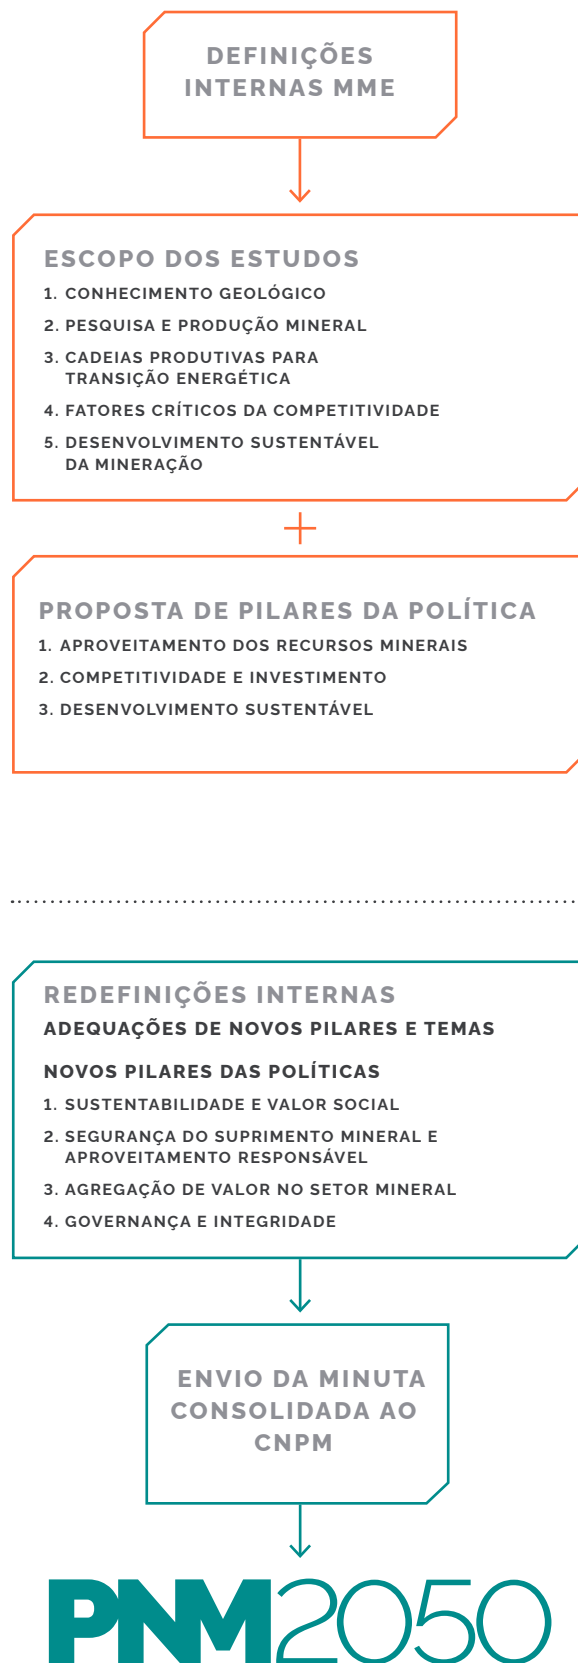 DEFINIÇÕES
INTERNAS MME
ESCOPO DOS ESTUDOS
1. CONHECIMENTO GEOLÓGICO
2. PESQUISA E PRODUÇÃO MINERAL
3. CADEIAS PRODUTIVAS PARA
TRANSIÇÃO ENERGÉTICA
4. FATORES CRÍTICOS DA COMPETITIVIDADE
5. DESENVOLVIMENTO SUSTENTÁVEL
DA MINERAÇÃO
+
PROPOSTA DE PILARES DA POLÍTICA
1. APROVEITAMENTO DOS RECURSOS MINERAIS
2. COMPETITIVIDADE E INVESTIMENTO
3. DESENVOLVIMENTO SUSTENTÁVEL
REDEFINIÇÕES INTERNAS
ADEQUAÇÕES DE NOVOS PILARES E TEMAS
NOVOS PILARES DAS POLÍTICAS
1. SUSTENTABILIDADE E VALOR SOCIAL
2. SEGURANÇA DO SUPRIMENTO MINERAL E
APROVEITAMENTO RESPONSÁVEL
3. AGREGAÇÃO DE VALOR NO SETOR MINERAL
4. GOVERNANÇA E INTEGRIDADE
ENVIO DA MINUTA
CONSOLIDADA AO
CNPM
PNM2050